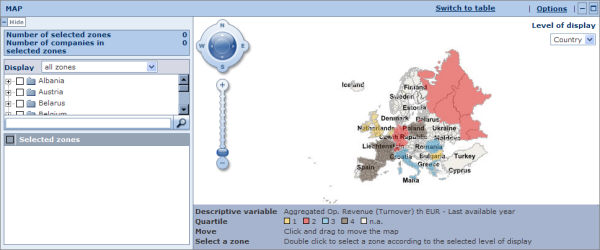 MAP
Switch to table
Options
Hide
Number of selected zones 0
Number of companies in 0
selected zones
Display all zones
Albania
Austria
Belarus
Belgium
Selected zones
Level of display
Country
N
W E
S
Iceland
Finland
Sweden
Estonia
Denmark
Belarus
Netherlands
Poland
Ukraine
Czech Republic
Moldova
Liechtenstein
Romania
Croatia
Bulgaria
Turkey
Spain
Greece
Cyprus
Malta
Descriptive variable Aggregated Op. Revenue (Turnover) th EUR - Last available year
Quartile 1 2 3 4 n.a.
Move Click and drag to move the map
Select a zone Double click to select a zone according to the selected level of display